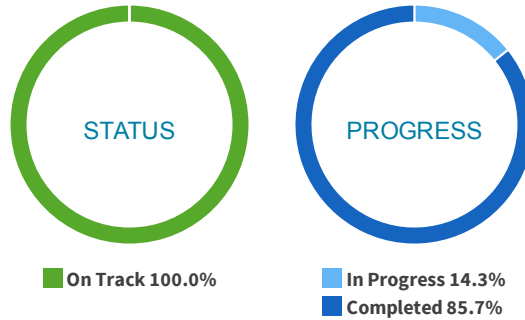 STATUS
PROGRESS
On Track 100.0%
In Progress 14.3%
Completed 85.7%